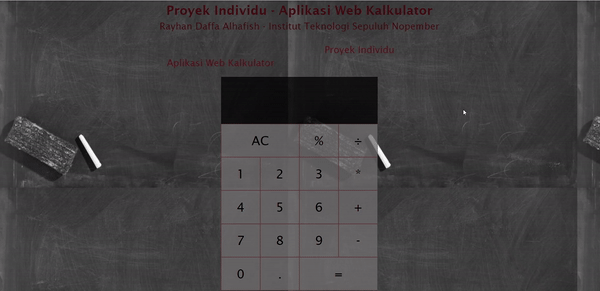 Proyek Individu - Aplikasi Web Kalkulator
Rayhan Daffa Alhafish - Institut Teknologi Sepuluh Nopember
Proyek Individu
Aplikasi Web Kalkulator
AC % ÷
1 2 3 *
4 5 6 +
7 8 9 -
0 . =